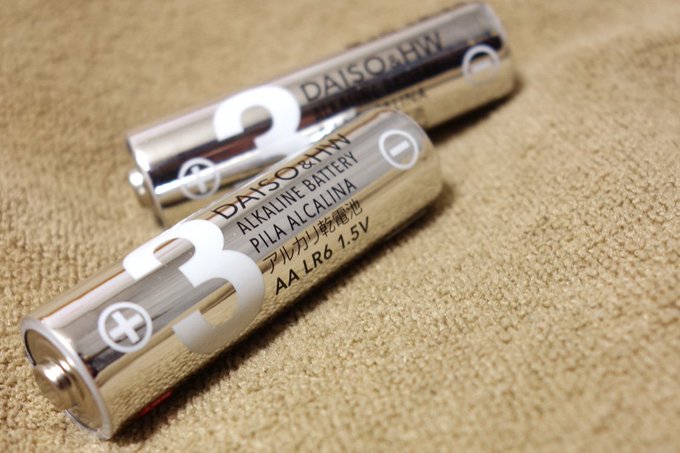 DAISO&HW
ALKALINE BATTERY
PILA ALCALINA
アルカリ乾電池
AA LR6 1.5V
3
DAISO&HW
3